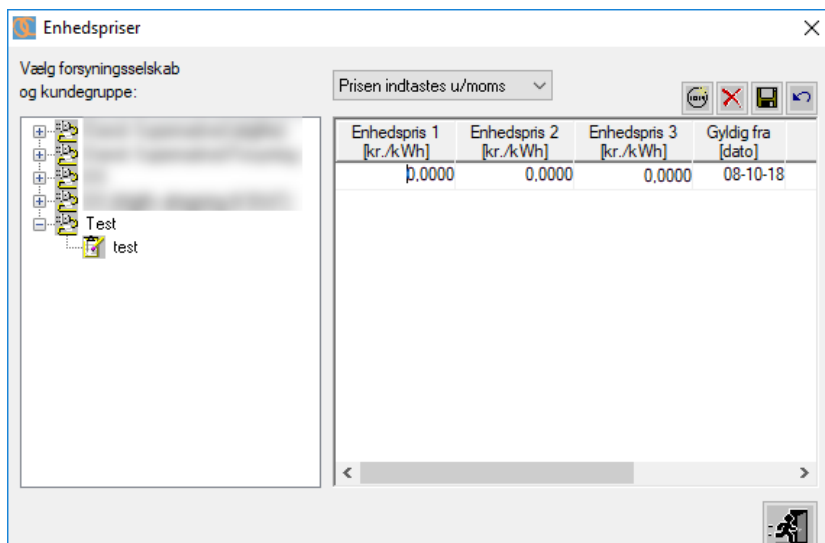 Enhedspriser
Vælg forsyningsselskab
og kundegruppe:
Prisen indtastes u/moms
Enhedspris 1 Enhedspris 2 Enhedspris 3 Gyldig fra
[kr./kWh] [kr./kWh] [kr./kWh] [dato]
0,0000 0,0000 0,0000 08-10-18
Test
test